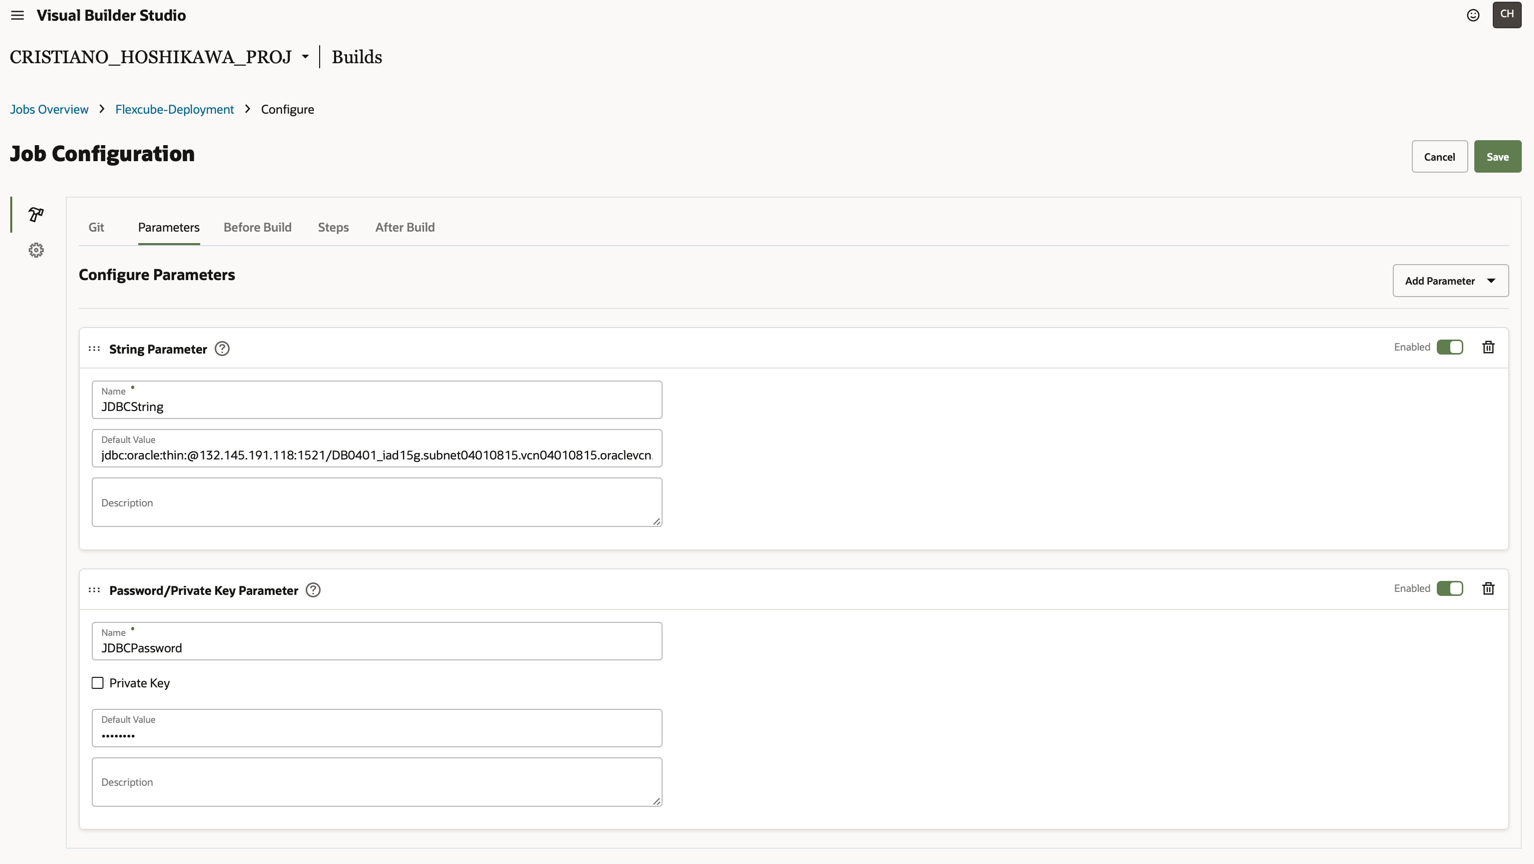 Visual Builder Studio
CH
CRISTIANO_HOSHIKAWA_PROJ
Builds
Jobs Overview > Flexcube-Deployment > Configure
Job Configuration
Cancel
Save
Git
Parameters
Before Build
Steps
After Build
Configure Parameters
Add Parameter
String Parameter ?
Enabled
Name *
JDBCString
Default Value
jdbc:oracle:thin:@132.145.191.118:1521/DB0401_iad15g.subnet04010815.vcn04010815.oraclevcn
Description
Password/Private Key Parameter ?
Enabled
Name *
JDBCPassword
Private Key
Default Value
••••••••
Description